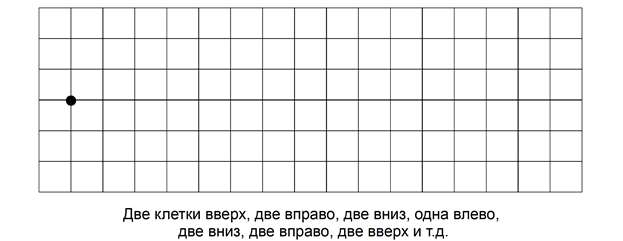 Две клетки вверх, две вправо, две вниз, одна влево,
две вниз, две вправо, две вверх и т.д.